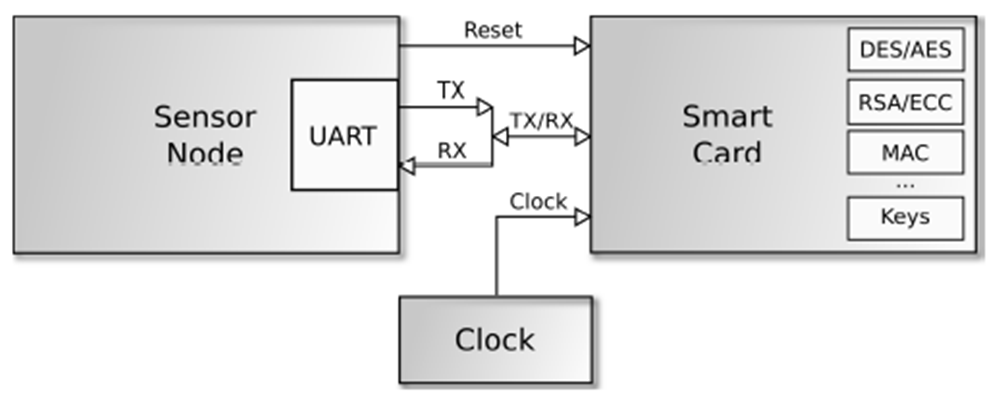 Reset
Sensor
Node
UART
TX
RX
TX/RX
Clock
Smart
Card
DES/AES
RSA/ECC
MAC
...
Keys
Clock